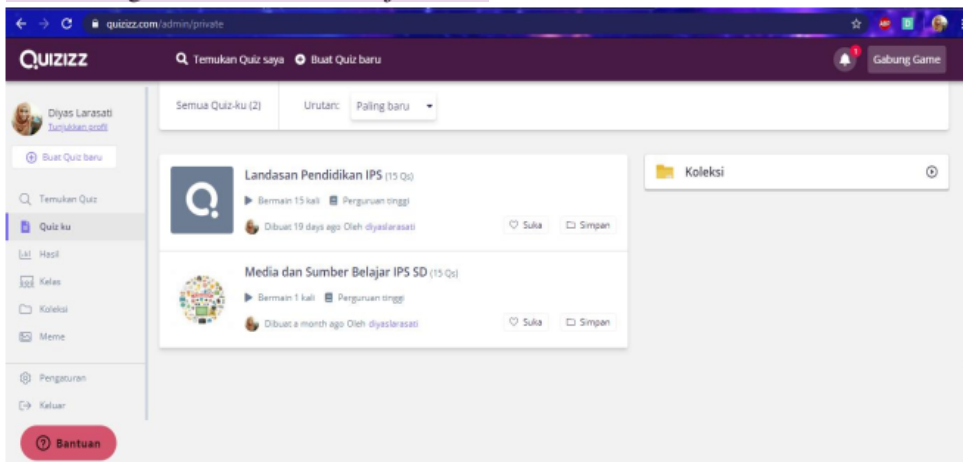 quizizz.com/admin/private
QUIZIZZ
Temukan Quiz saya
Buat Quiz baru
1
Gabung Game
Diyas Larasati
Tunjukkan profil
Buat Quiz baru
Temukan Quiz
Quiz ku
Hasil
Kelas
Koleksi
Meme
Pengaturan
Keluar
Bantuan
Semua Quiz-ku (2)
Urutan: Paling baru
Landasan Pendidikan IPS (15 Qs)
Bermain 15 kali Perguruan tinggi
Dibuat 19 days ago Oleh diyaslarasati
Suka Simpan
Media dan Sumber Belajar IPS SD (15 Qs)
Bermain 1 kali Perguruan tinggi
Dibuat a month ago Oleh diyaslarasati
Suka Simpan
Koleksi